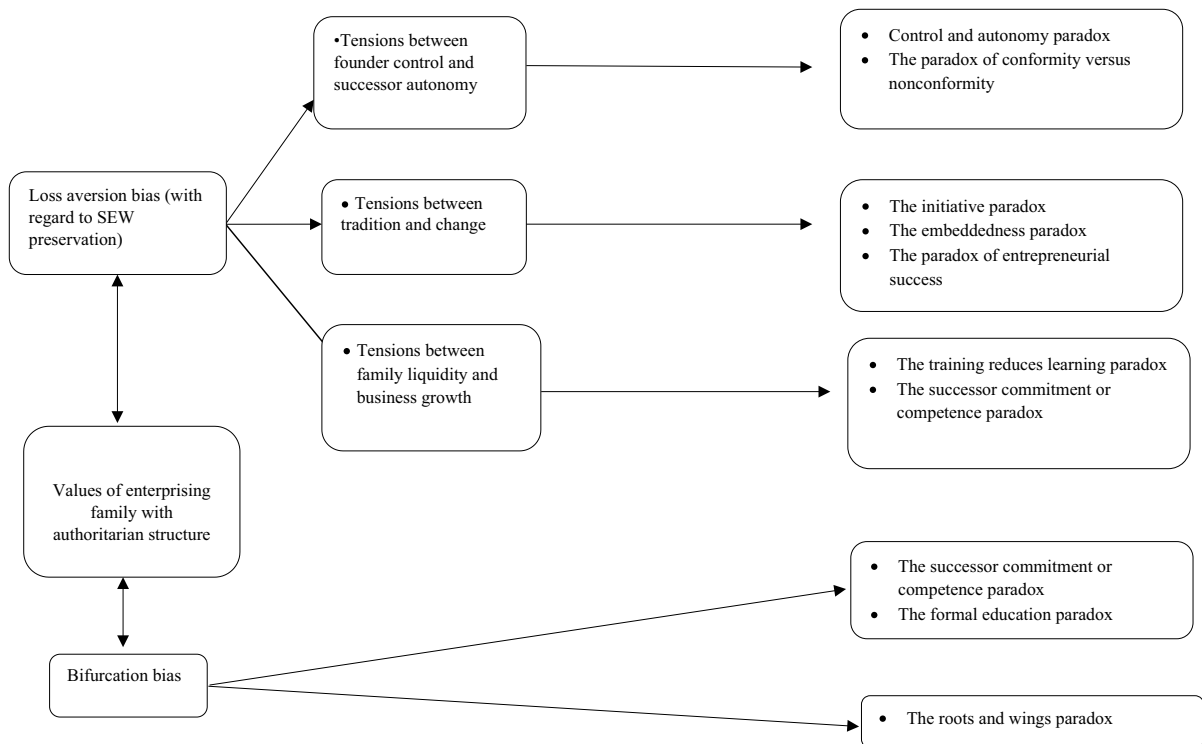 •Tensions between
founder control and
successor autonomy
• Control and autonomy paradox
• The paradox of conformity versus
nonconformity
Loss aversion bias (with
regard to SEW
preservation)
• Tensions between
tradition and change
• The initiative paradox
• The embeddedness paradox
• The paradox of entrepreneurial
success
• Tensions between
family liquidity and
business growth
• The training reduces learning paradox
• The successor commitment or
competence paradox
Values of enterprising
family with
authoritarian structure
• The successor commitment or
competence paradox
• The formal education paradox
Bifurcation bias
• The roots and wings paradox